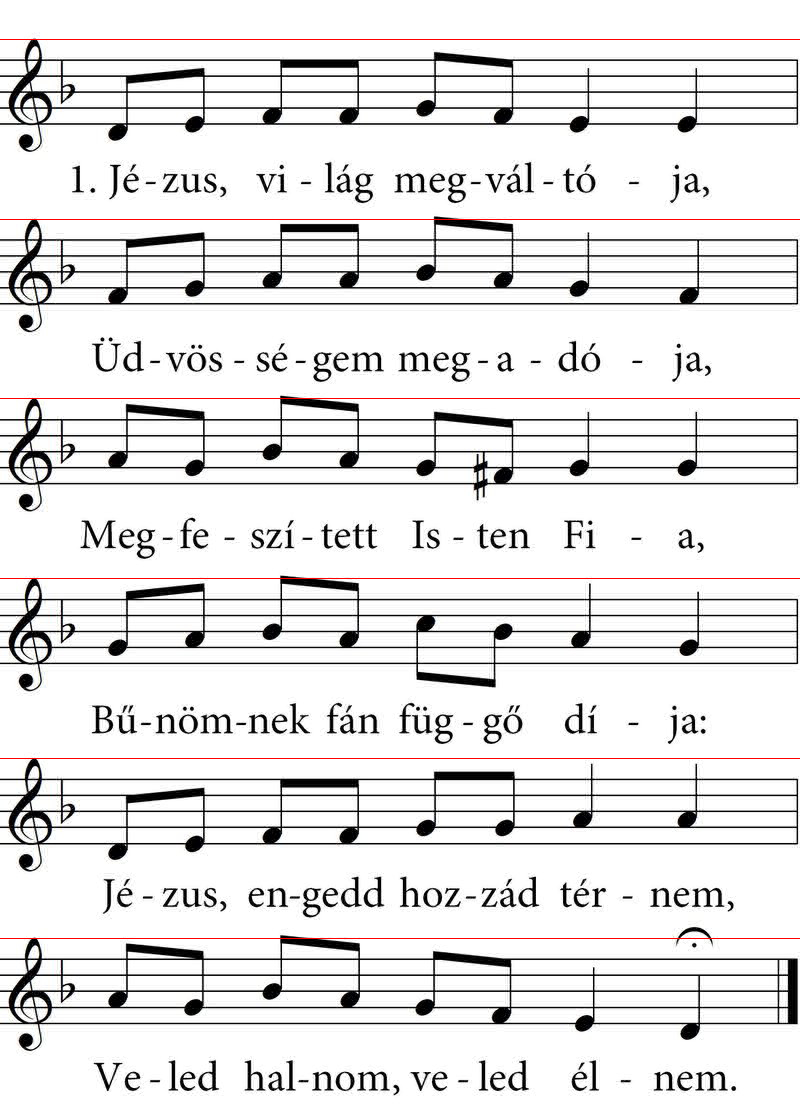 1. Jé-zus, vi - lág meg-vál-tó - ja,
Üd-vös - sé-gem meg-a - dó - ja,
Meg-fe - szí-tett Is - ten Fi - a,
Bű-nöm-nek fán füg-gő dí - ja:
Jé-zus, en-gedd hoz-zád tér - nem,
Ve-led hal-nom, ve-led él - nem.